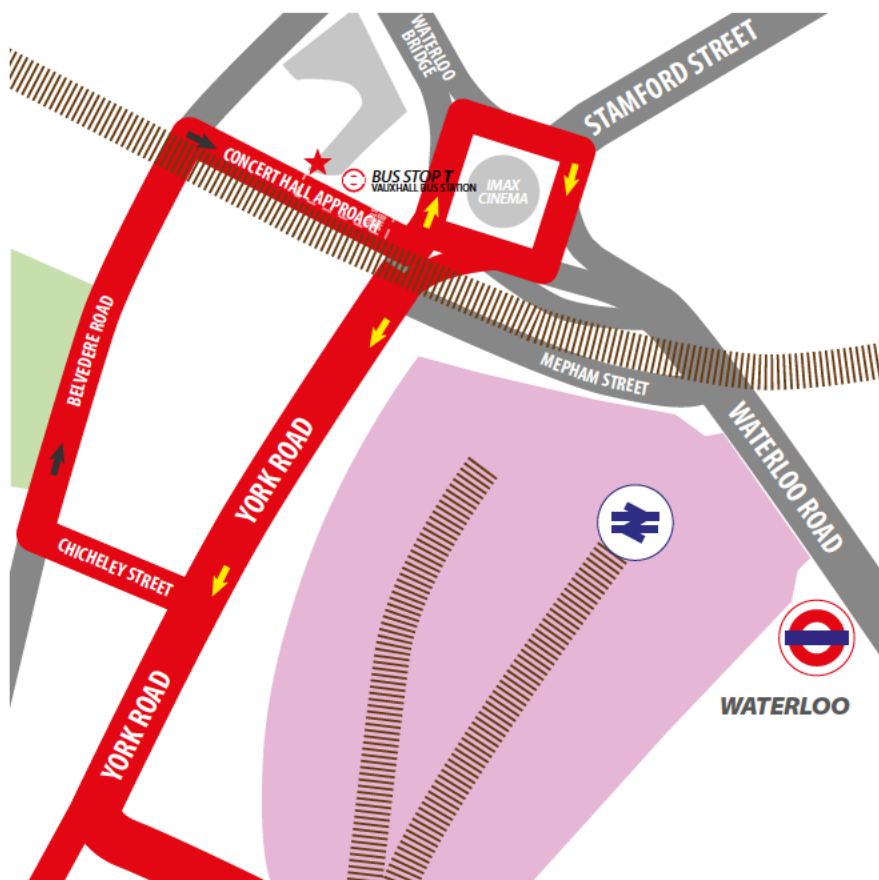 WATERLOO
BRIDGE
STAMFORD STREET
CONCERT HALL APPROACH
BUS STOP T
VAUXHALL BUS STATION
IMAX
CINEMA
BELVEDERE ROAD
MEPHAM STREET
YORK ROAD
WATERLOO ROAD
CHICHELEY STREET
YORK ROAD
WATERLOO